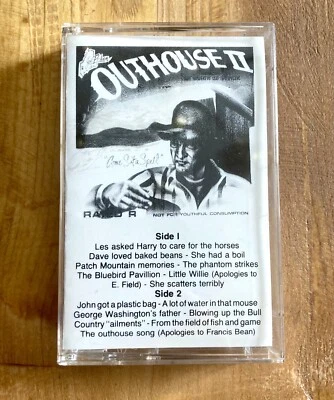 OUTHOUSE II
"Come Sit a Spell"
RATED R
NOT FOR YOUTHFUL CONSUMPTION
Side I
Les asked Harry to care for the horses
Dave loved baked beans - She had a boil
Patch Mountain memories - The phantom strikes
The Bluebird Pavillion - Little Willie (Apologies to
E. Field) - She scatters terribly
Side 2
John got a plastic bag - A lot of water in that mouse
George Washington's father - Blowing up the Bull
Country "ailments" - From the field of fish and game
The outhouse song (Apologies to Francis Bean)